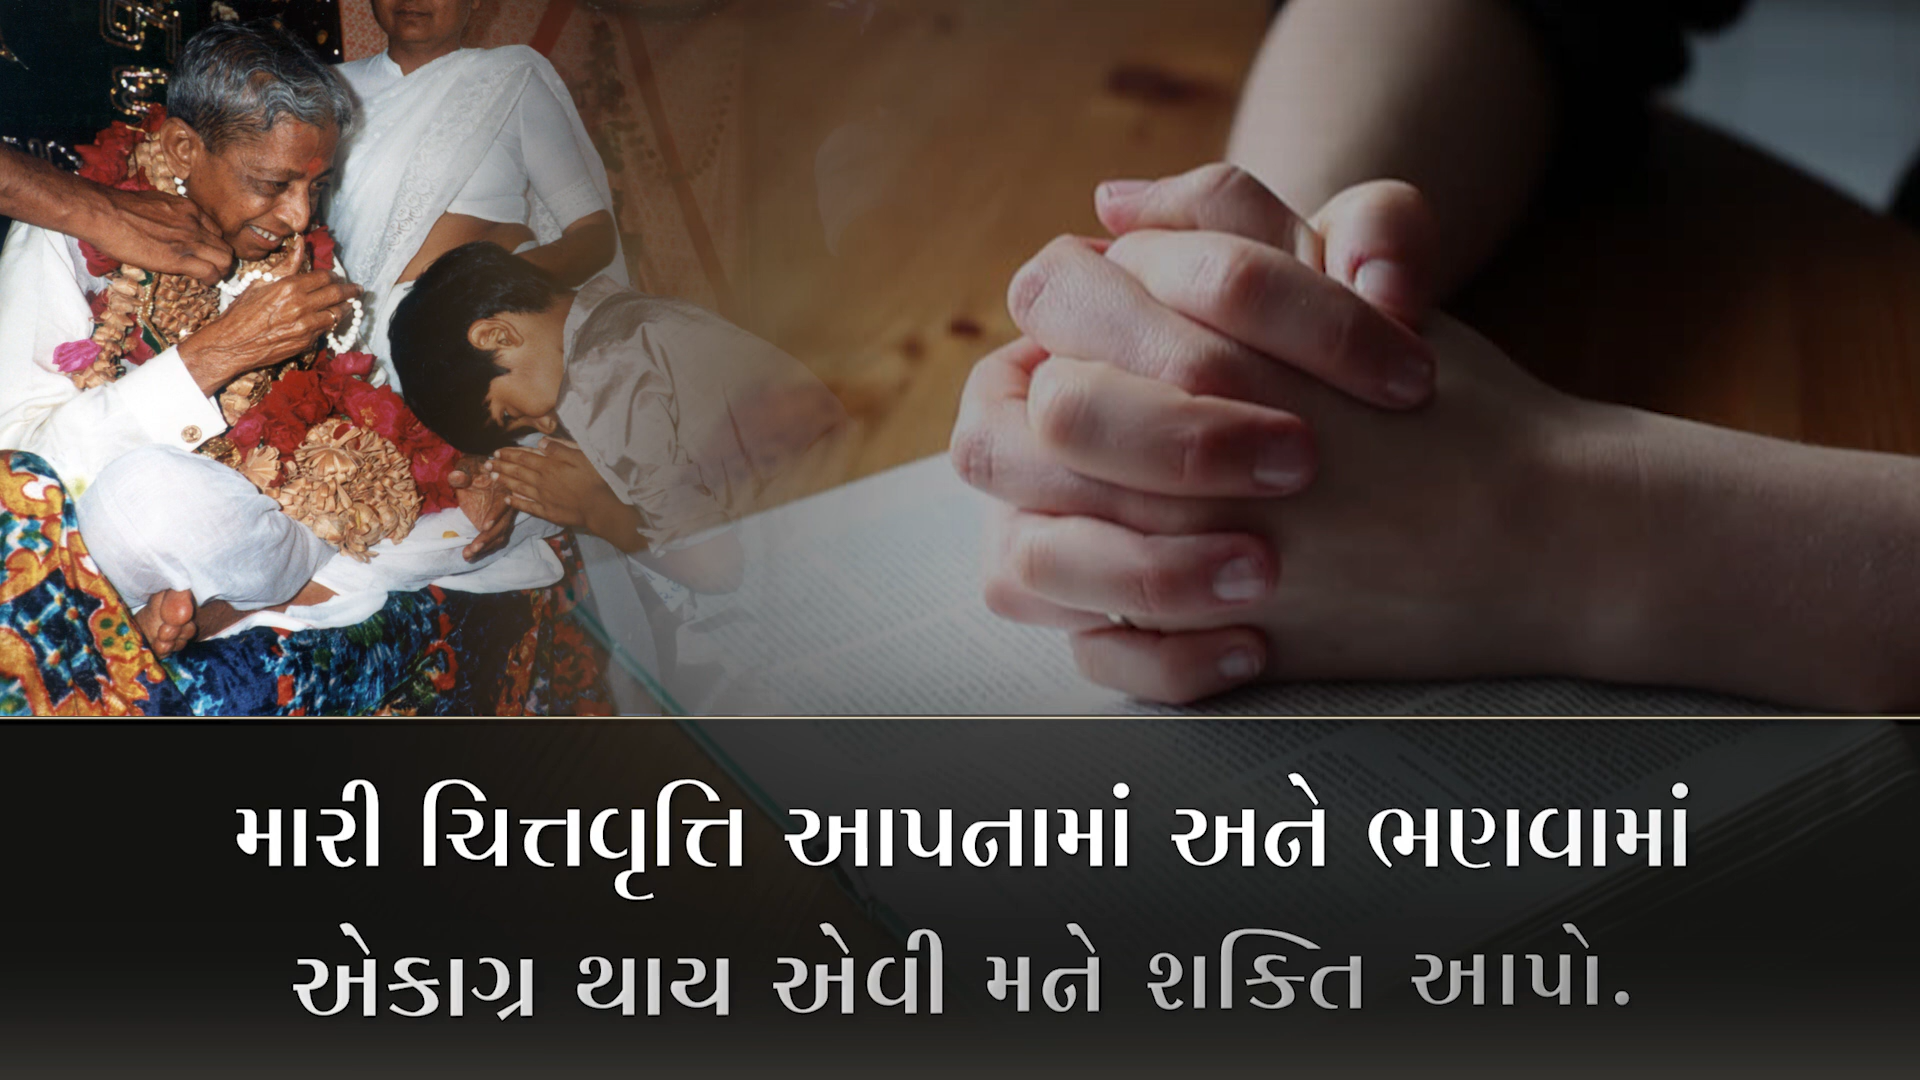 મારી ચિત્તવૃત્તિ આપનામાં અને ભણવામાં
એકાગ્ર થાય એવી મને શક્તિ આપો.